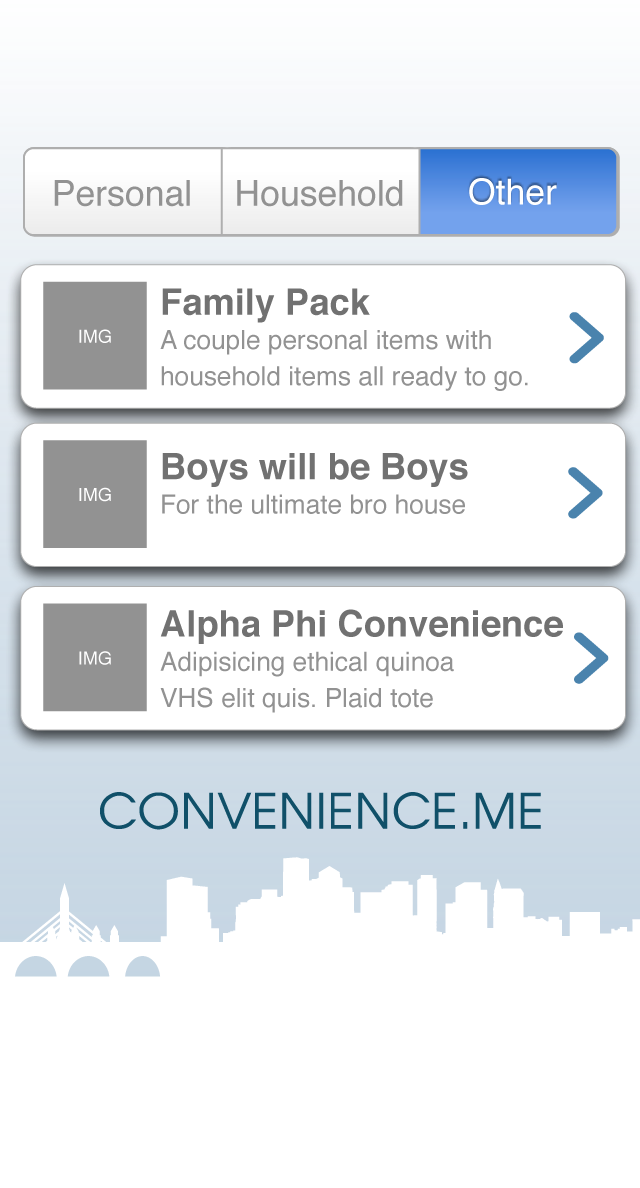 Personal Household Other
Family Pack
IMG
A couple personal items with
household items all ready to go.
Boys will be Boys
IMG
For the ultimate bro house
Alpha Phi Convenience
IMG
Adipisicing ethical quinoa
VHS elit quis. Plaid tote
CONVENIENCE.ME